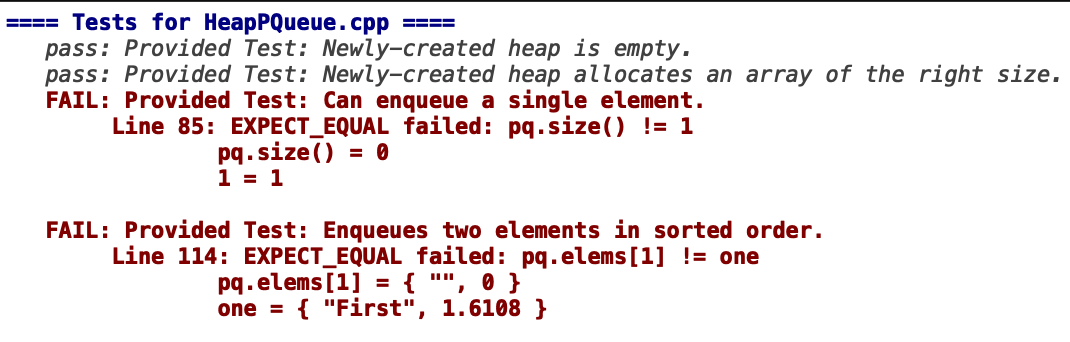 ==== Tests for HeapPQueue.cpp ====
pass: Provided Test: Newly-created heap is empty.
pass: Provided Test: Newly-created heap allocates an array of the right size.
FAIL: Provided Test: Can enqueue a single element.
Line 85: EXPECT_EQUAL failed: pq.size() != 1
pq.size() = 0
1 = 1
FAIL: Provided Test: Enqueues two elements in sorted order.
Line 114: EXPECT_EQUAL failed: pq.elems[1] != one
pq.elems[1] = { "", 0 }
one = { "First", 1.6108 }